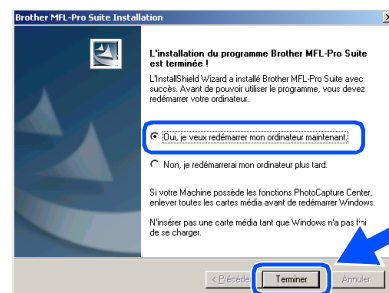 Brother MFL-Pro Suite Installation
L'installation du programme Brother MFL-Pro Suite
est terminée !
L'InstallShield Wizard a installé Brother MFL-Pro Suite avec
succès. Avant de pouvoir utiliser le programme, vous devez
redémarrer votre ordinateur.
Oui, je veux redémarrer mon ordinateur maintenant.
Non, je redémarrerai mon ordinateur plus tard.
Si votre Machine possède les fonctions PhotoCapture Center,
enlever toutes les cartes média avant de redémarrer Windows.
N'insérer pas une carte média tant que Windows n'a pas fini
de se charger.
Terminer
Annuler